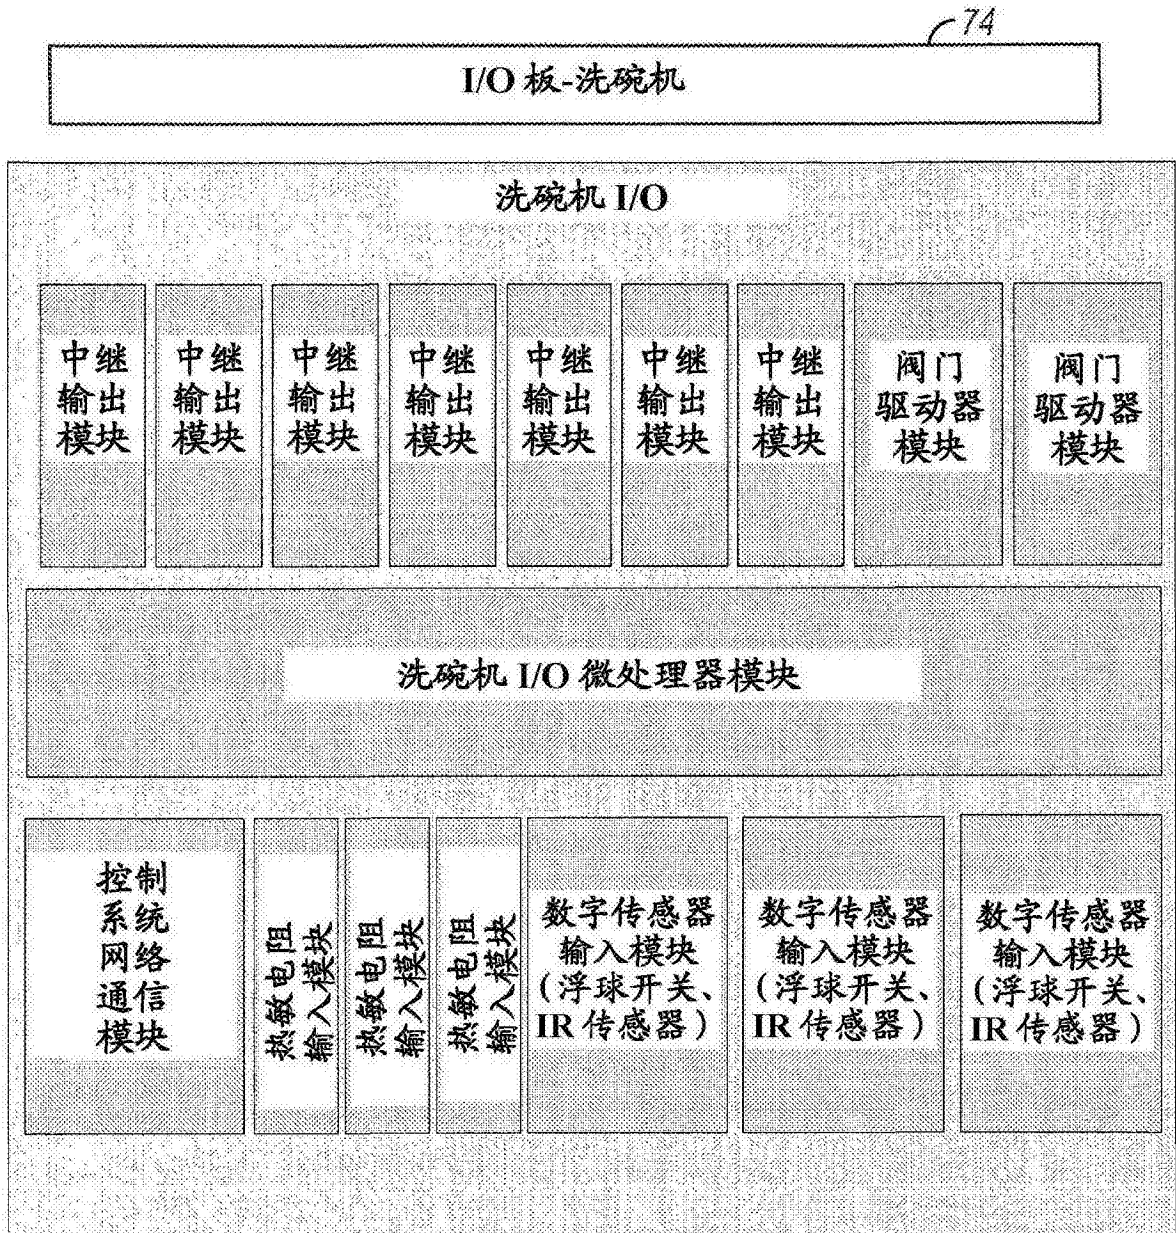 74
I/O 板-洗碗机
洗碗机 I/O
中继
输出
模块
中继
输出
模块
中继
输出
模块
中继
输出
模块
中继
输出
模块
中继
输出
模块
中继
输出
模块
阀门
驱动器
模块
阀门
驱动器
模块
洗碗机 I/O 微处理器模块
控制
系统
网络
通信
模块
热敏电阻
输入模块
热敏电阻
输入模块
热敏电阻
输入模块
数字传感器
输入模块
（浮球开关、
IR 传感器）
数字传感器
输入模块
（浮球开关、
IR 传感器）
数字传感器
输入模块
（浮球开关、
IR 传感器）